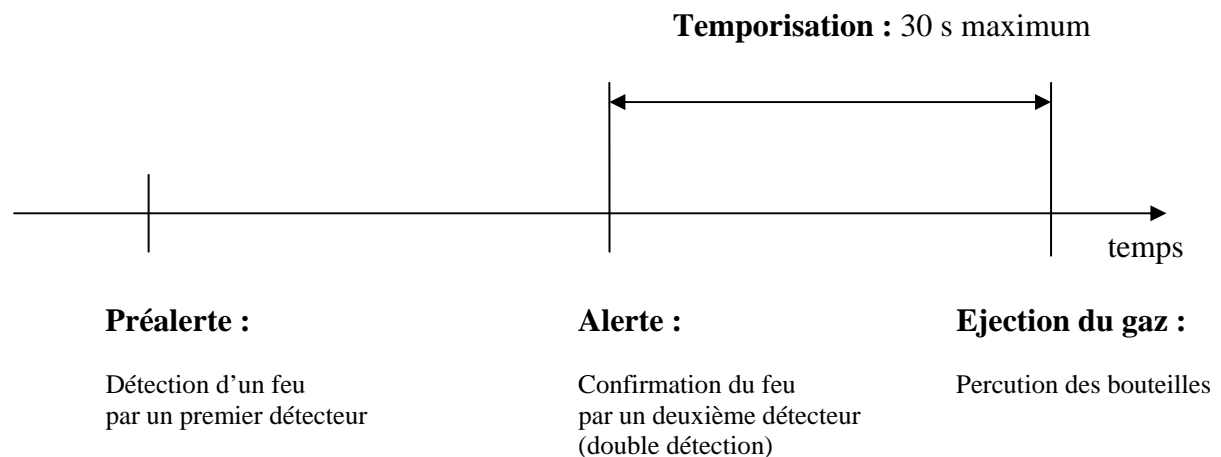 Temporisation : 30 s maximum
temps
Préalerte :
Détection d'un feu
par un premier détecteur
Alerte :
Confirmation du feu
par un deuxième détecteur
(double détection)
Ejection du gaz :
Percution des bouteilles